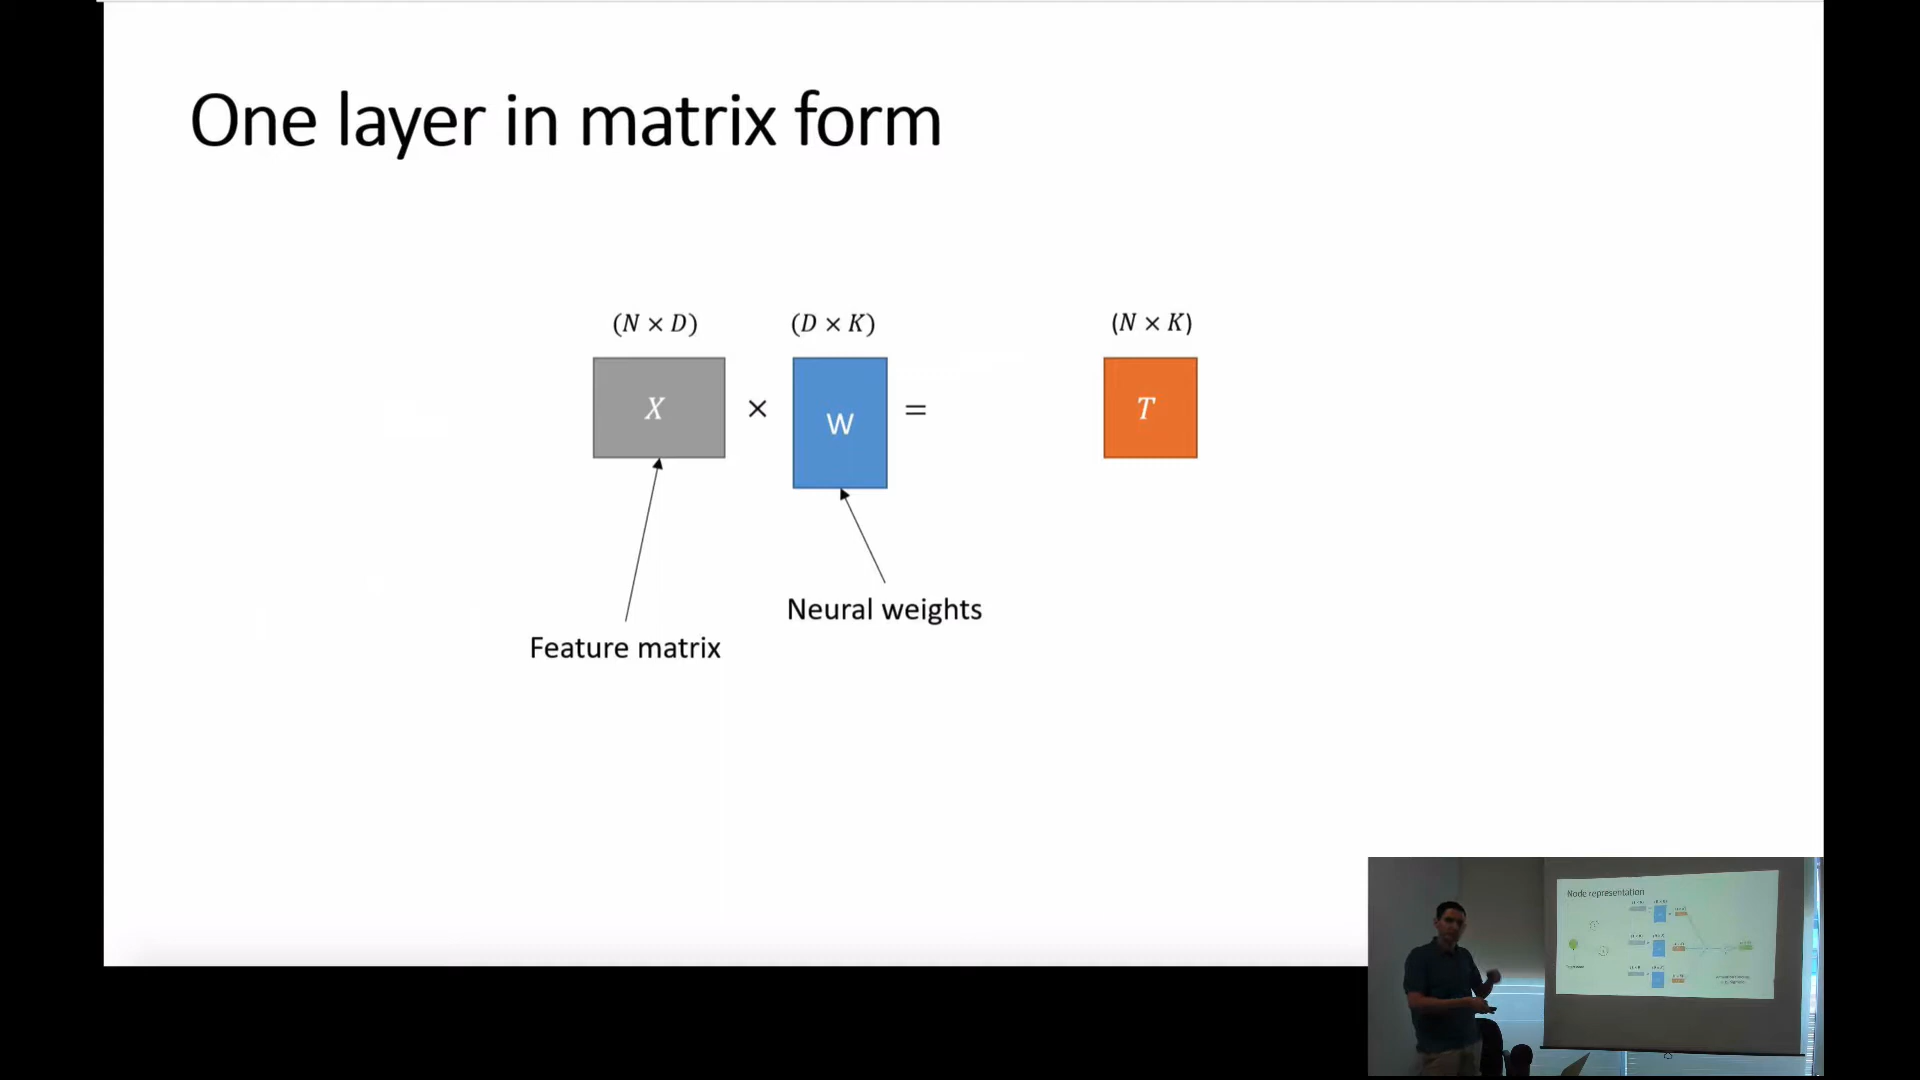 One layer in matrix form
(N × D) (D × K) (N × K)
X × W = T
Neural weights
Feature matrix
Node representation